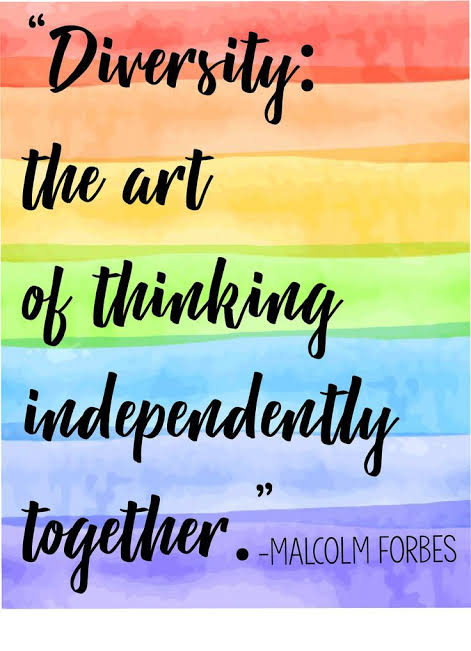 “Diversity:
the art
of thinking
independently
together.”
-MALCOLM FORBES